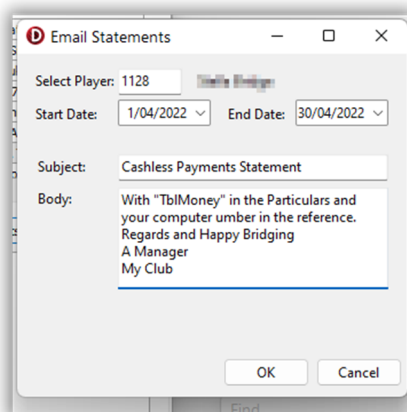 Email Statements
Select Player: 1128
Start Date: 1/04/2022 End Date: 30/04/2022
Subject: Cashless Payments Statement
Body: With "TblMoney" in the Particulars and
your computer umber in the reference.
Regards and Happy Bridging
A Manager
My Club
OK Cancel
Find